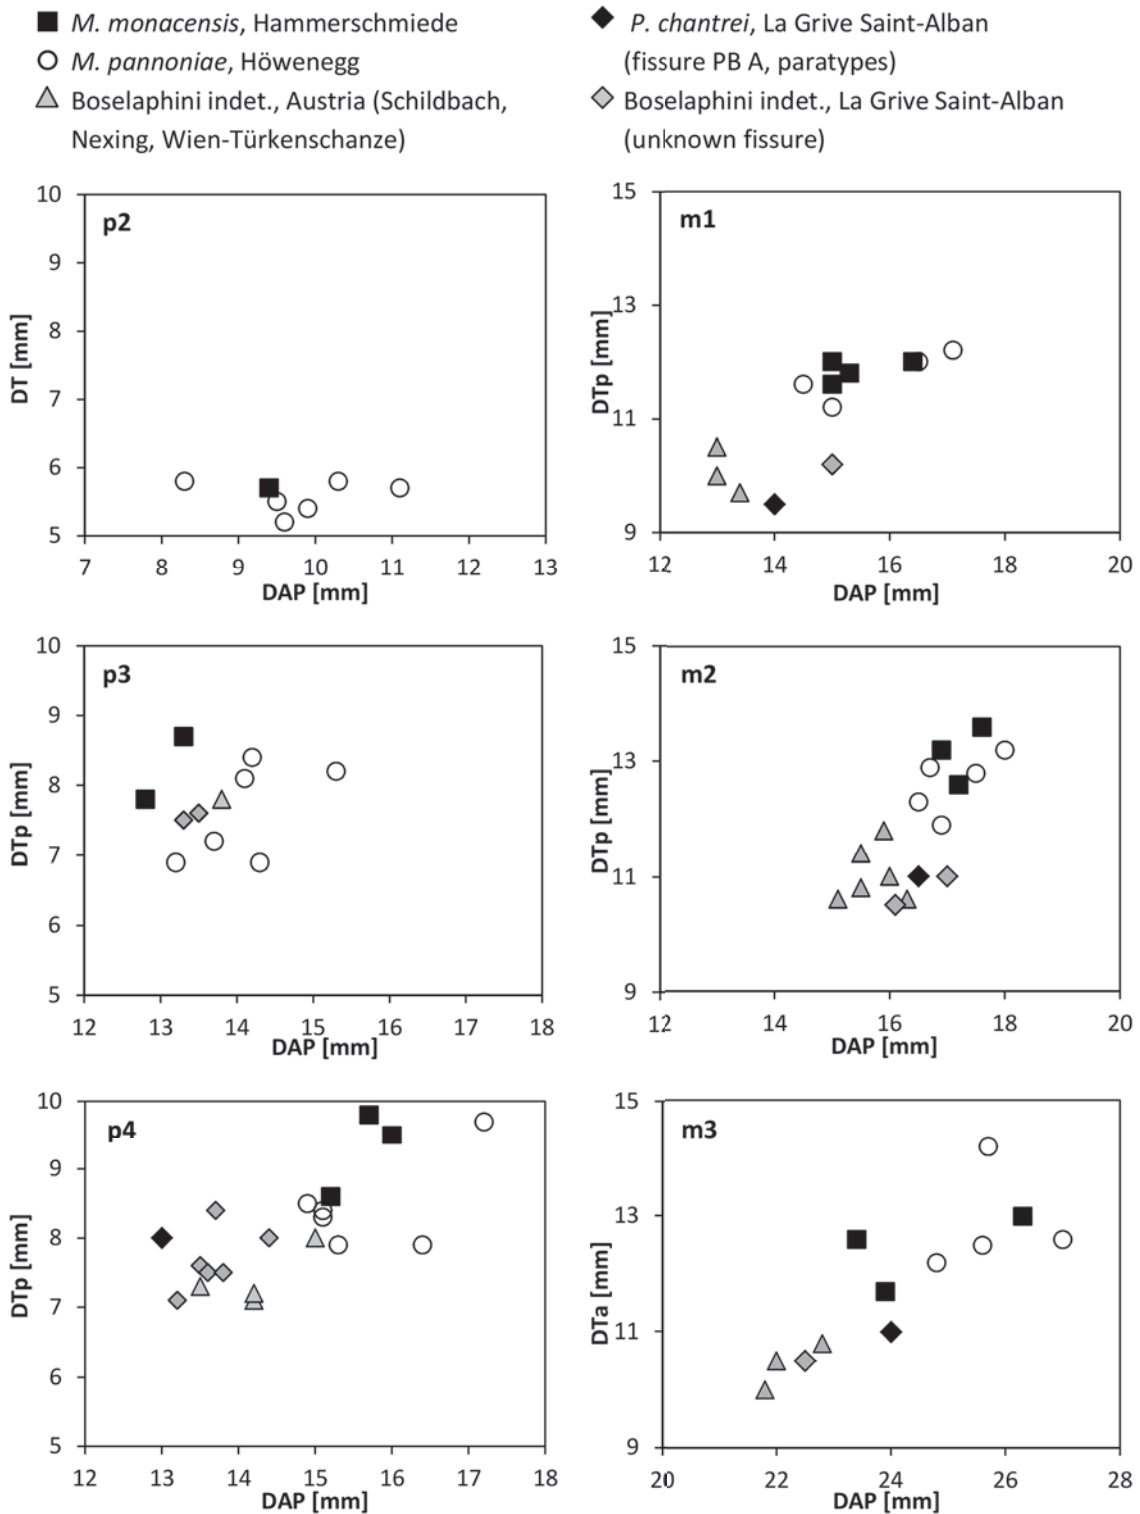 M. monacensis, Hammerschmiede
M. pannoniae, Höwenegg
Boselaphini indet., Austria (Schildbach,
Nexing, Wien-Türkenschanze)
P. chantrei, La Grive Saint-Alban
(fissure PB A, paratypes)
Boselaphini indet., La Grive Saint-Alban
(unknown fissure)
p2
10
9
8
7
6
5
DT [mm]
7 8 9 10 11 12 13
DAP [mm]
m1
15
13
11
9
DTp [mm]
12 14 16 18 20
DAP [mm]
p3
10
9
8
7
6
5
DTp [mm]
12 13 14 15 16 17 18
DAP [mm]
m2
15
13
11
9
DTp [mm]
12 14 16 18 20
DAP [mm]
p4
10
9
8
7
6
5
DTp [mm]
12 13 14 15 16 17 18
DAP [mm]
m3
15
13
11
9
DTa [mm]
20 22 24 26 28
DAP [mm]